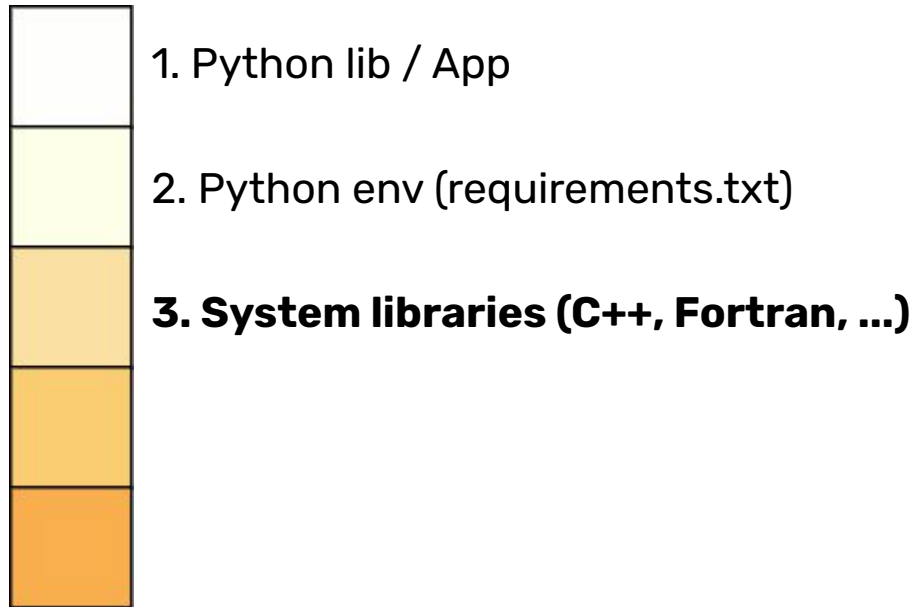 1. Python lib / App
2. Python env (requirements.txt)
3. System libraries (C++, Fortran, ...)